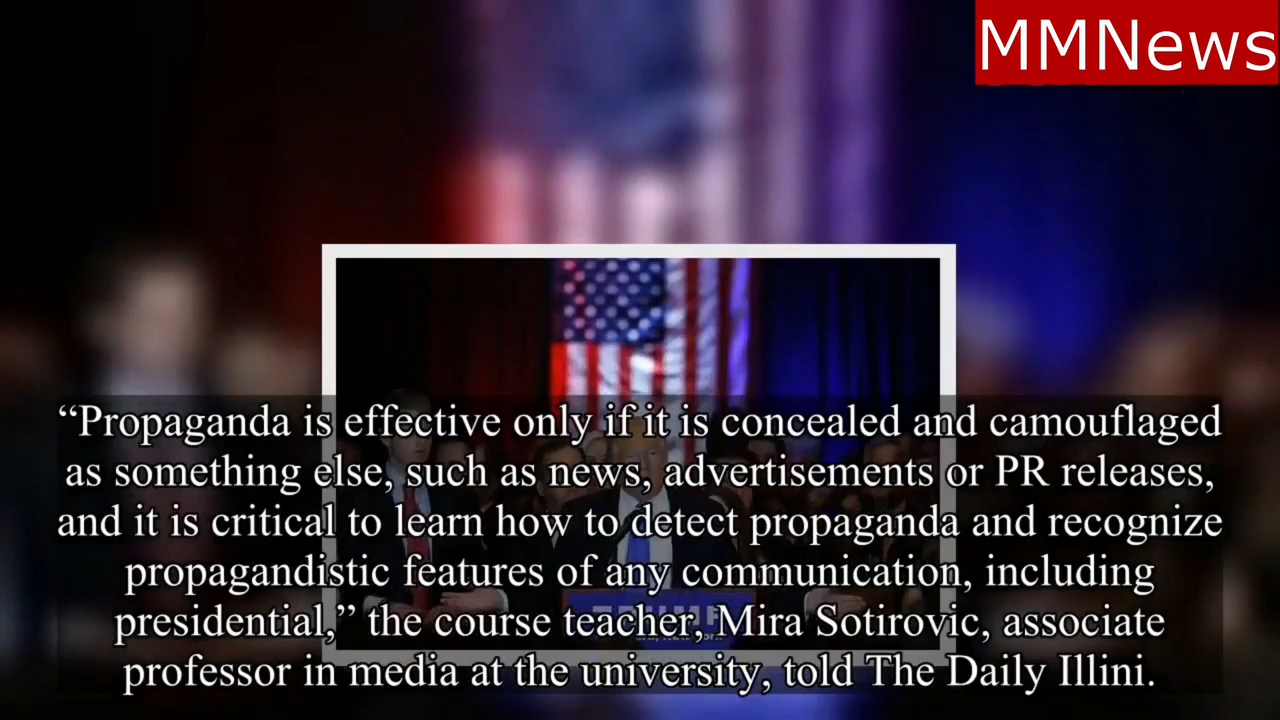 MMNews
“Propaganda is effective only if it is concealed and camouflaged
as something else, such as news, advertisements or PR releases,
and it is critical to learn how to detect propaganda and recognize
propagandistic features of any communication, including
presidential,” the course teacher, Mira Sotirovic, associate
TRUMP
professor in media at the university, told The Daily Illini.